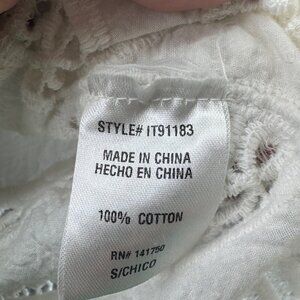 STYLE# IT91183
MADE IN CHINA
HECHO EN CHINA
100% COTTON
RN# 141750
S/CHICO